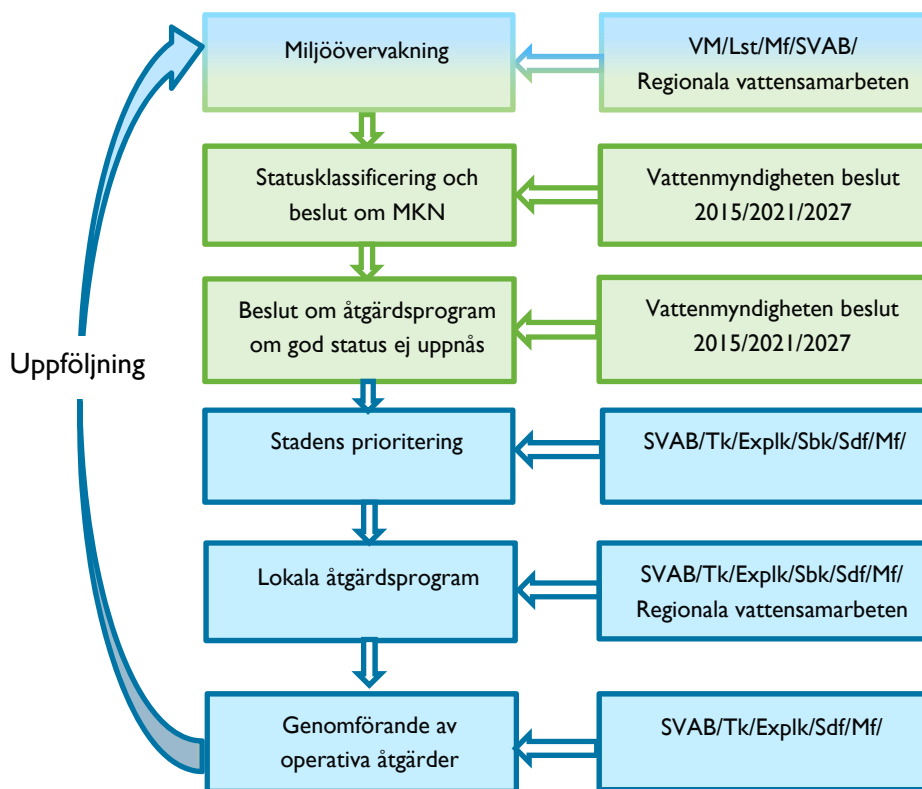 Miljöövervakning
VM/Lst/Mf/SVAB/
Regionala vattensamarbeten
Statusklassificering och
beslut om MKN
Vattenmyndigheten beslut
2015/2021/2027
Beslut om åtgärdsprogram
om god status ej uppnås
Vattenmyndigheten beslut
2015/2021/2027
Uppföljning
Stadens prioritering
SVAB/Tk/Explk/Sbk/Sdf/Mf/
Lokala åtgärdsprogram
SVAB/Tk/Explk/Sbk/Sdf/Mf/
Regionala vattensamarbeten
Genomförande av
operativa åtgärder
SVAB/Tk/Explk/Sdf/Mf/